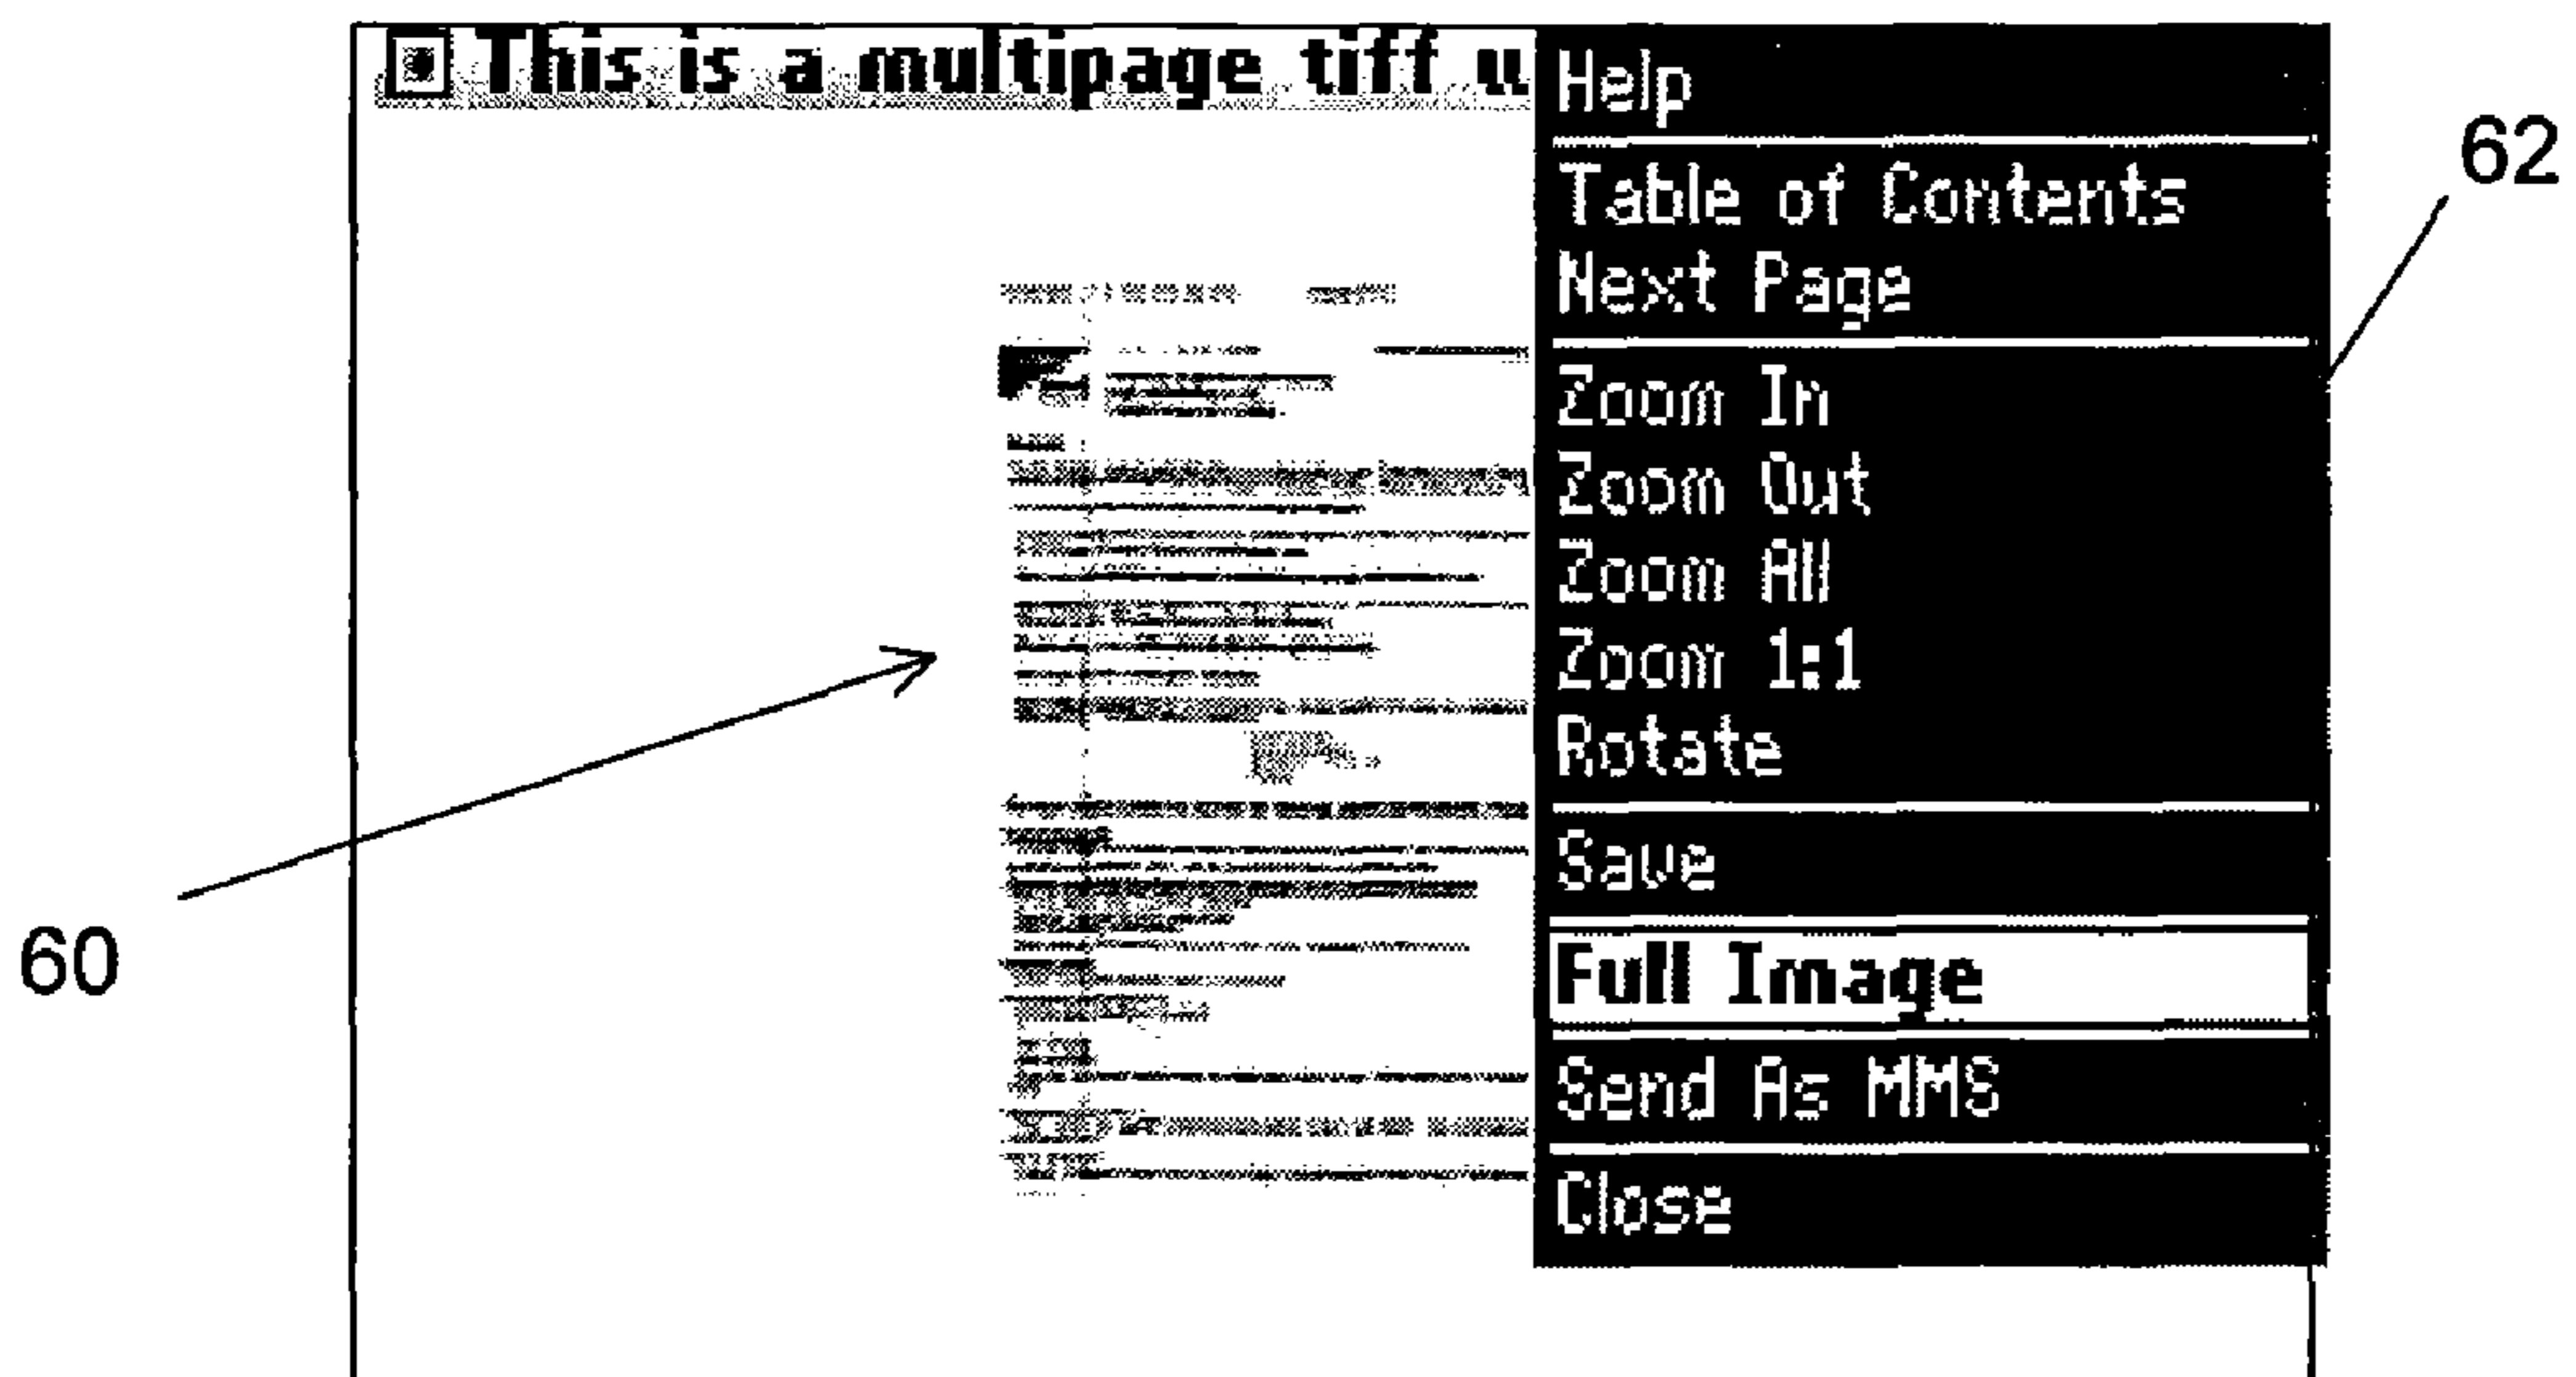 This is a multipage tiff u
Help
Table of Contents
Next Page
Zoom In
Zoom Out
Zoom All
Zoom 1:1
Rotate
Save
Full Image
Send As MMS
Close
62
60